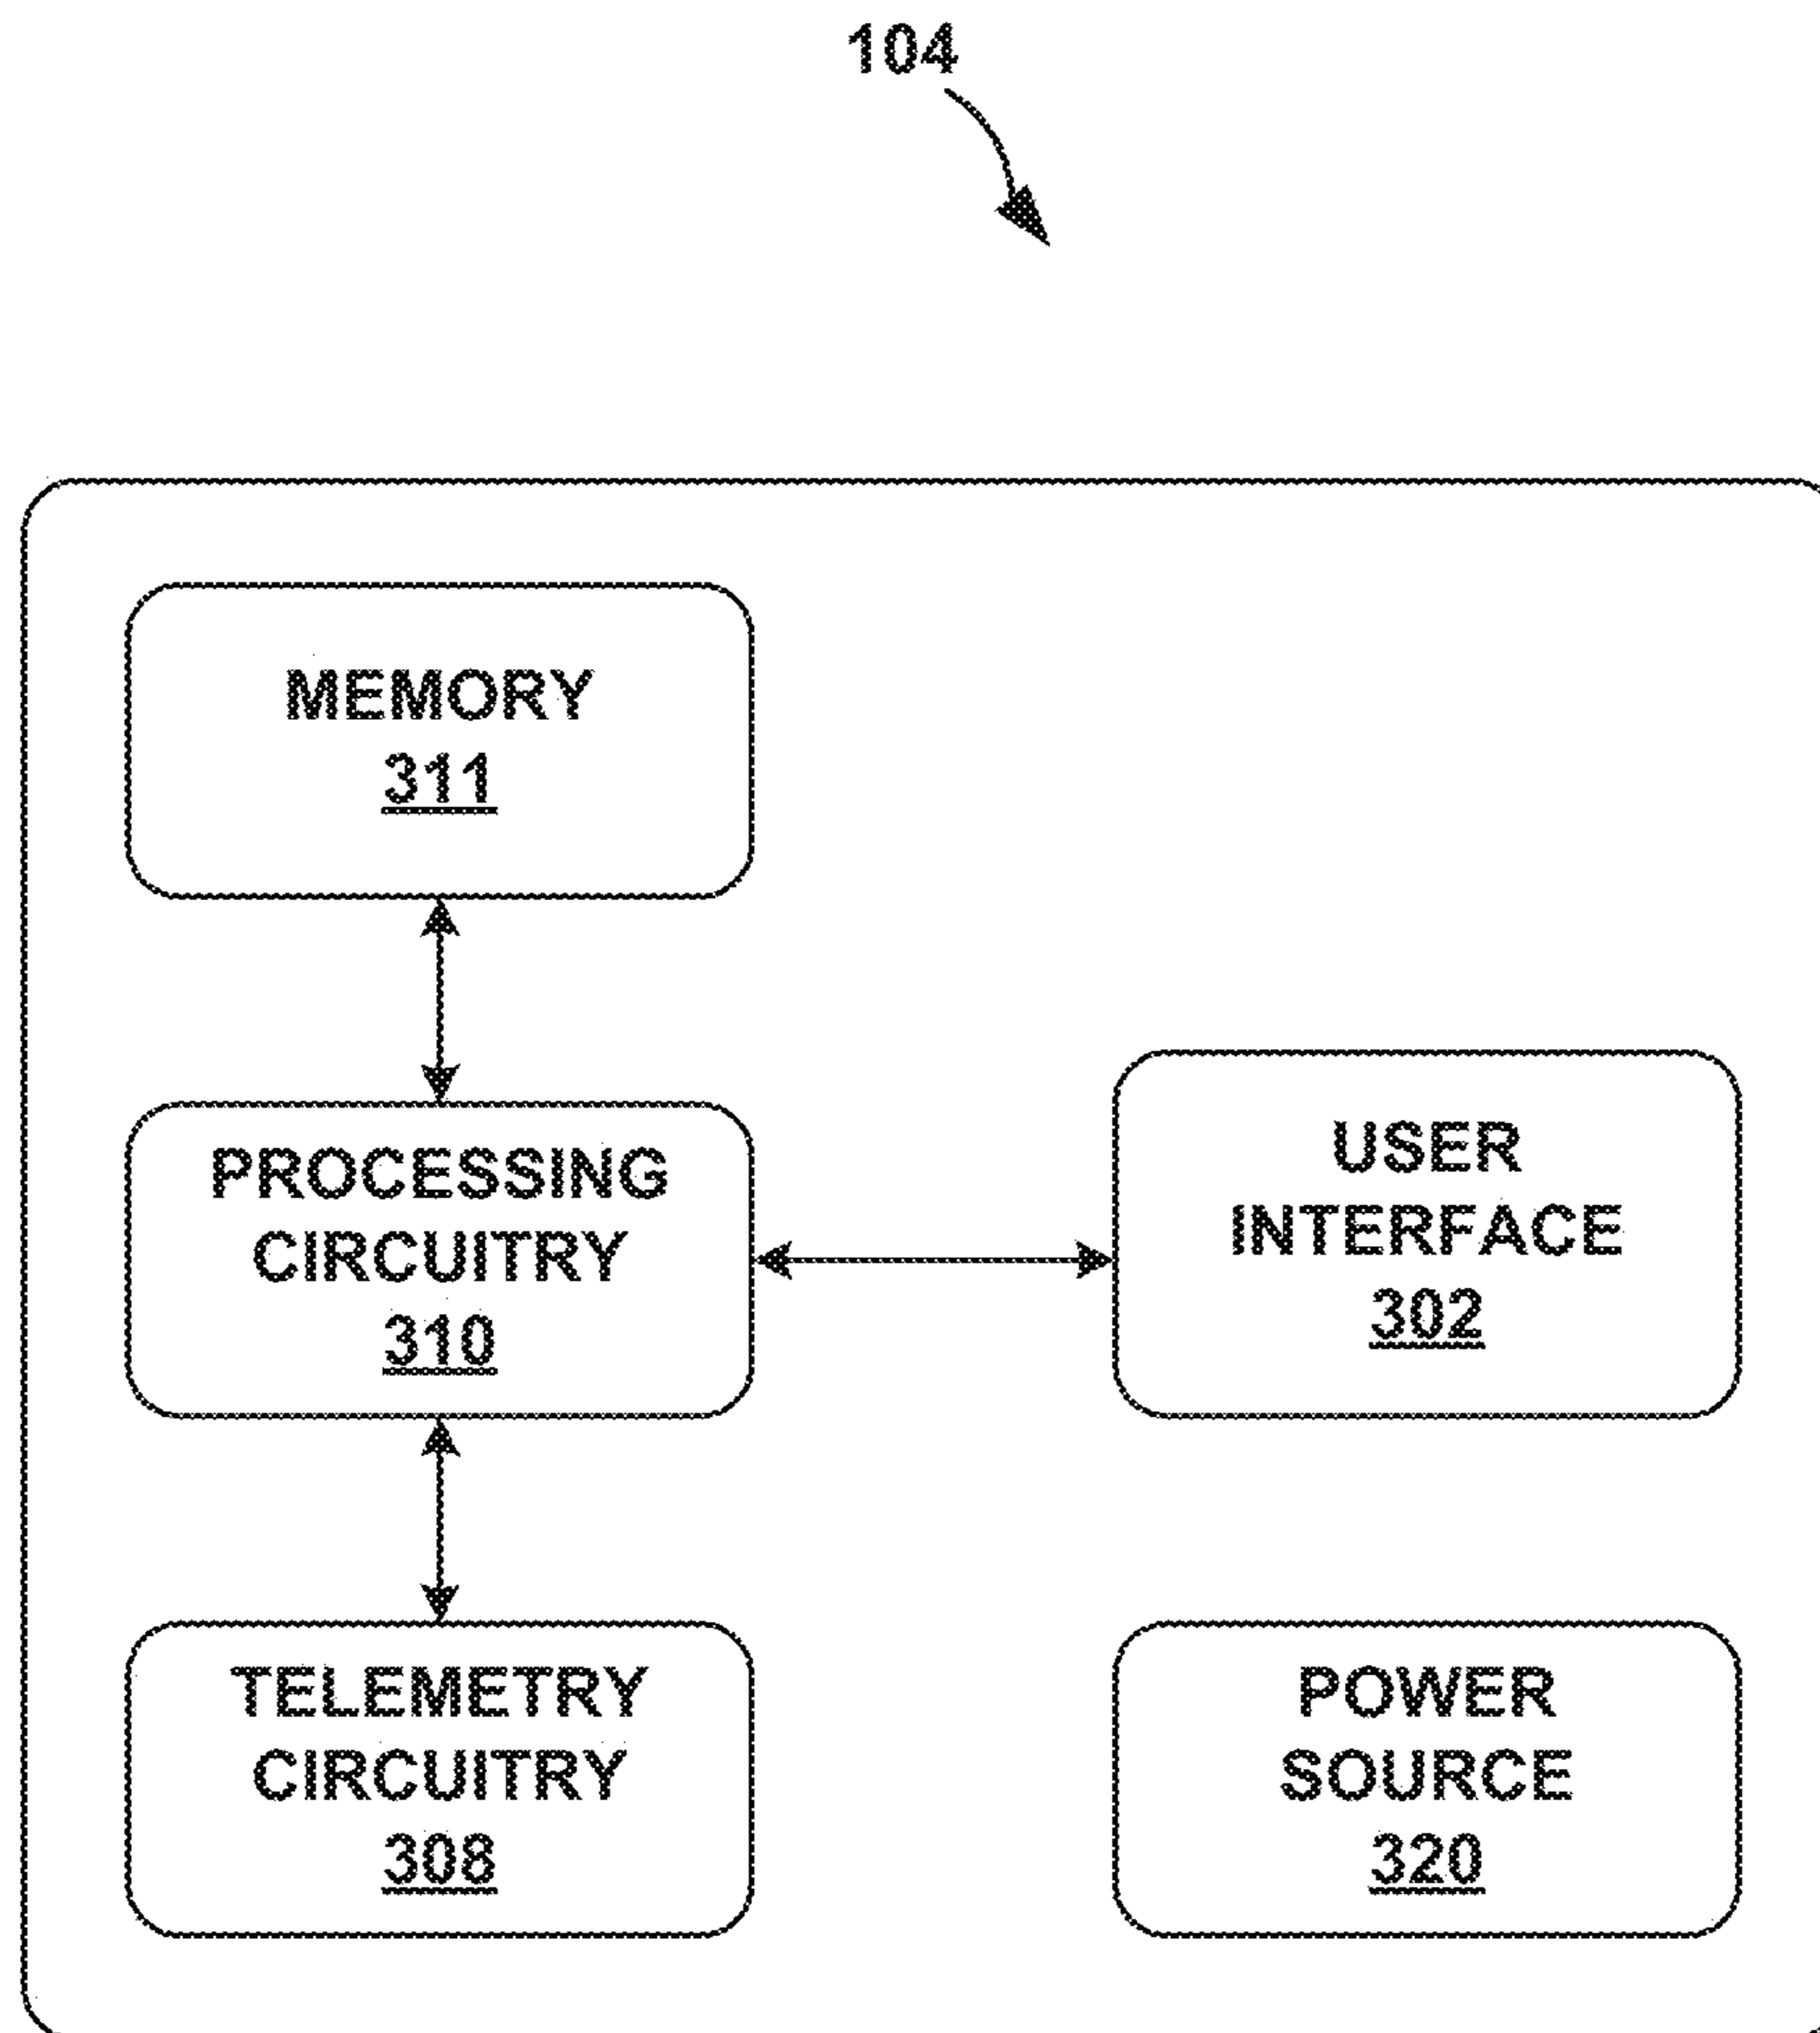 104
MEMORY
311
PROCESSING
CIRCUITRY
310
USER
INTERFACE
302
TELEMETRY
CIRCUITRY
308
POWER
SOURCE
320